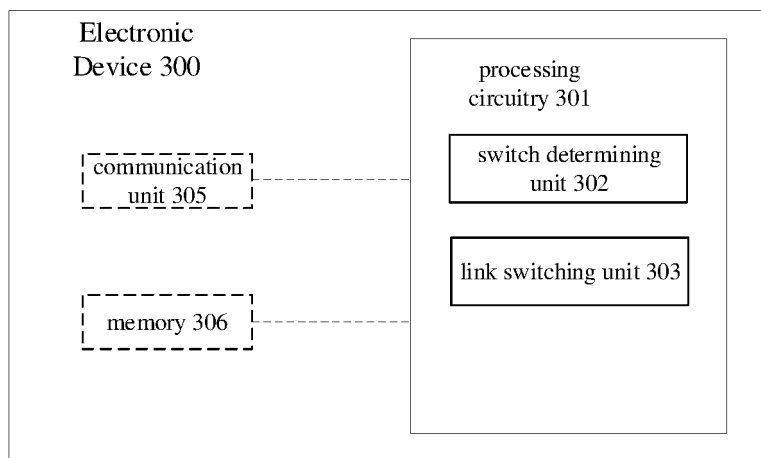 Electronic
Device 300
processing
circuitry 301
communication
unit 305
switch determining
unit 302
link switching unit 303
memory 306